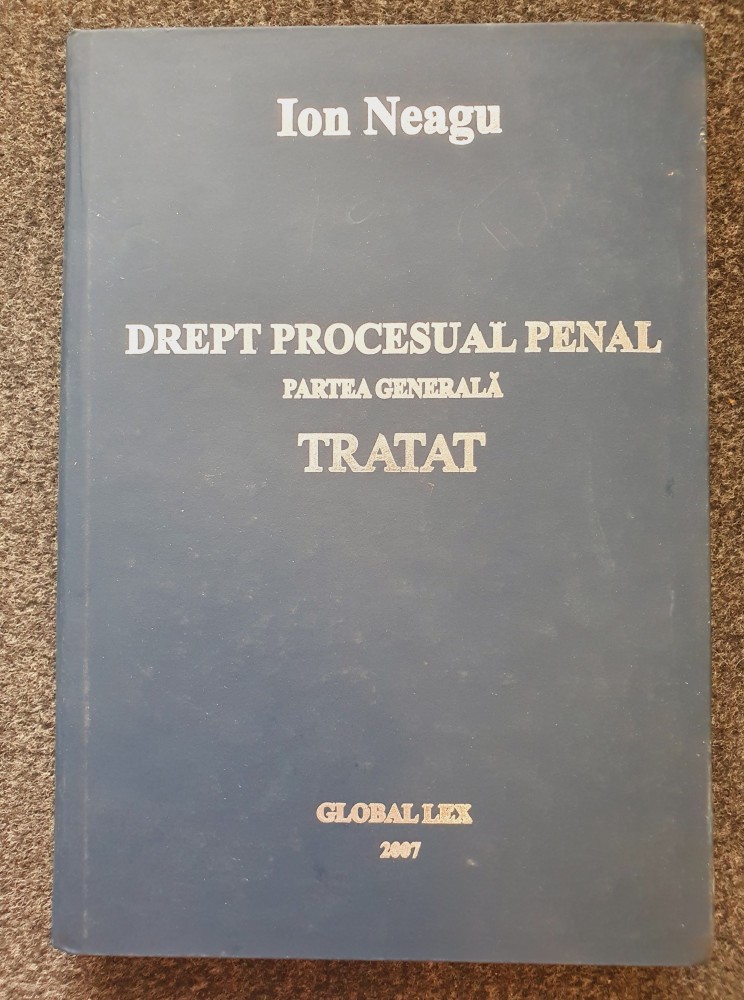 Ion Neagu
DREPT PROCESUAL PENAL
PARTEA GENERALĂ
TRATAT
GLOBAL LEX
2007